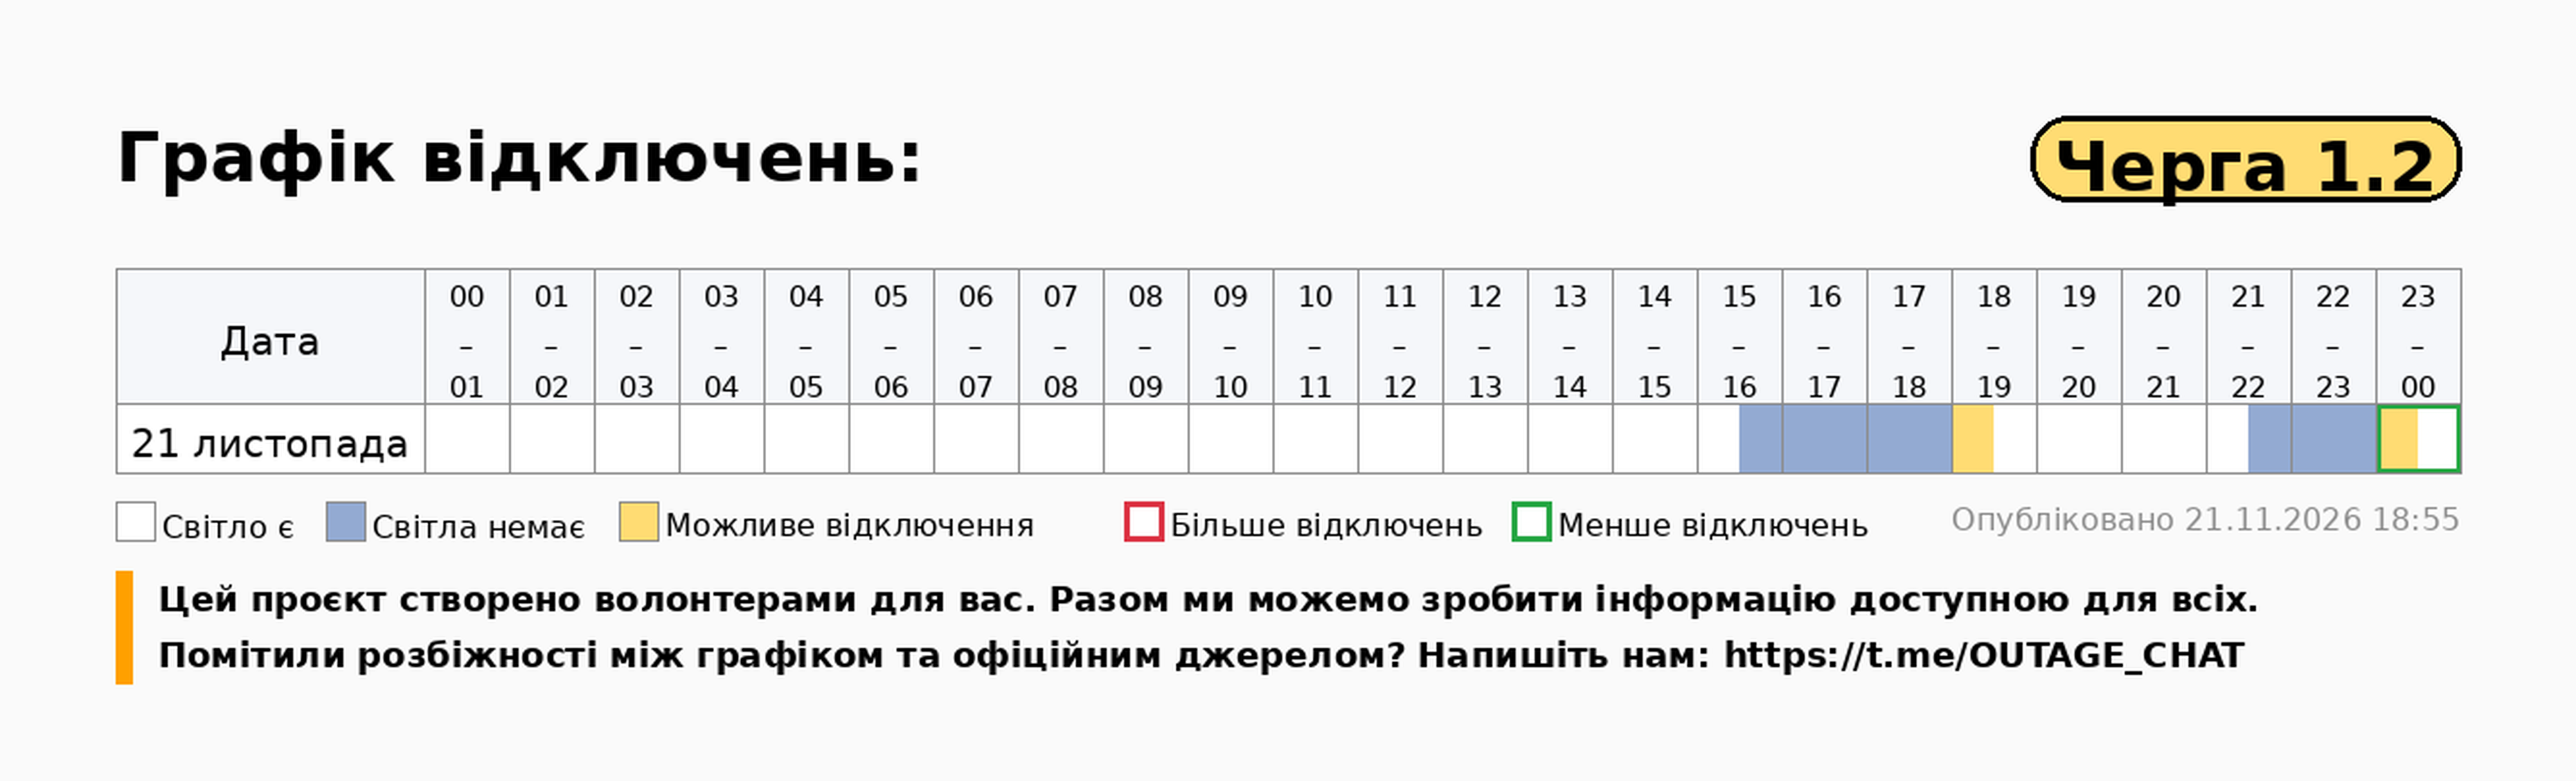 Графік відключень:
Черга 1.2
Дата
00 – 01
01 – 02
02 – 03
03 – 04
04 – 05
05 – 06
06 – 07
07 – 08
08 – 09
09 – 10
10 – 11
11 – 12
12 – 13
13 – 14
14 – 15
15 – 16
16 – 17
17 – 18
18 – 19
19 – 20
20 – 21
21 – 22
22 – 23
23 – 00
21 листопада
Світло є
Світла немає
Можливе відключення
Більше відключень
Менше відключень
Опубліковано 21.11.2026 18:55
Цей проєкт створено волонтерами для вас. Разом ми можемо зробити інформацію доступною для всіх.
Помітили розбіжності між графіком та офіційним джерелом? Напишіть нам: https://t.me/OUTAGE_CHAT